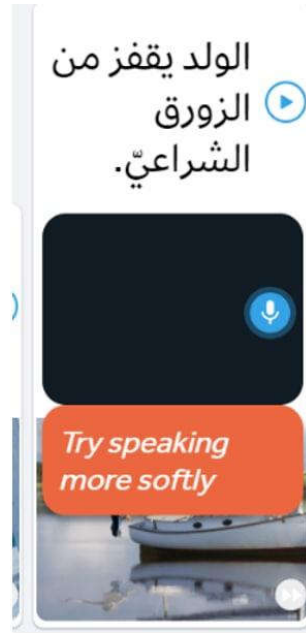 الولد يقفز من
الزورق
الشراعيّ.
Try speaking
more softly